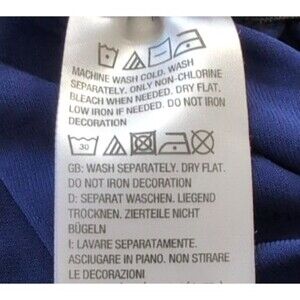 MACHINE WASH COLD. WASH
SEPARATELY. ONLY NON-CHLORINE
BLEACH WHEN NEEDED. DRY FLAT.
LOW IRON IF NEEDED. DO NOT IRON
DECORATION
30
GB: WASH SEPARATELY. DRY FLAT.
DO NOT IRON DECORATION
D: SEPARAT WASCHEN. LIEGEND
TROCKNEN. ZIERTEILE NICHT
BÜGELN
I: LAVARE SEPARATAMENTE.
ASCIUGARE IN PIANO. NON STIRARE
LE DECORAZIONI